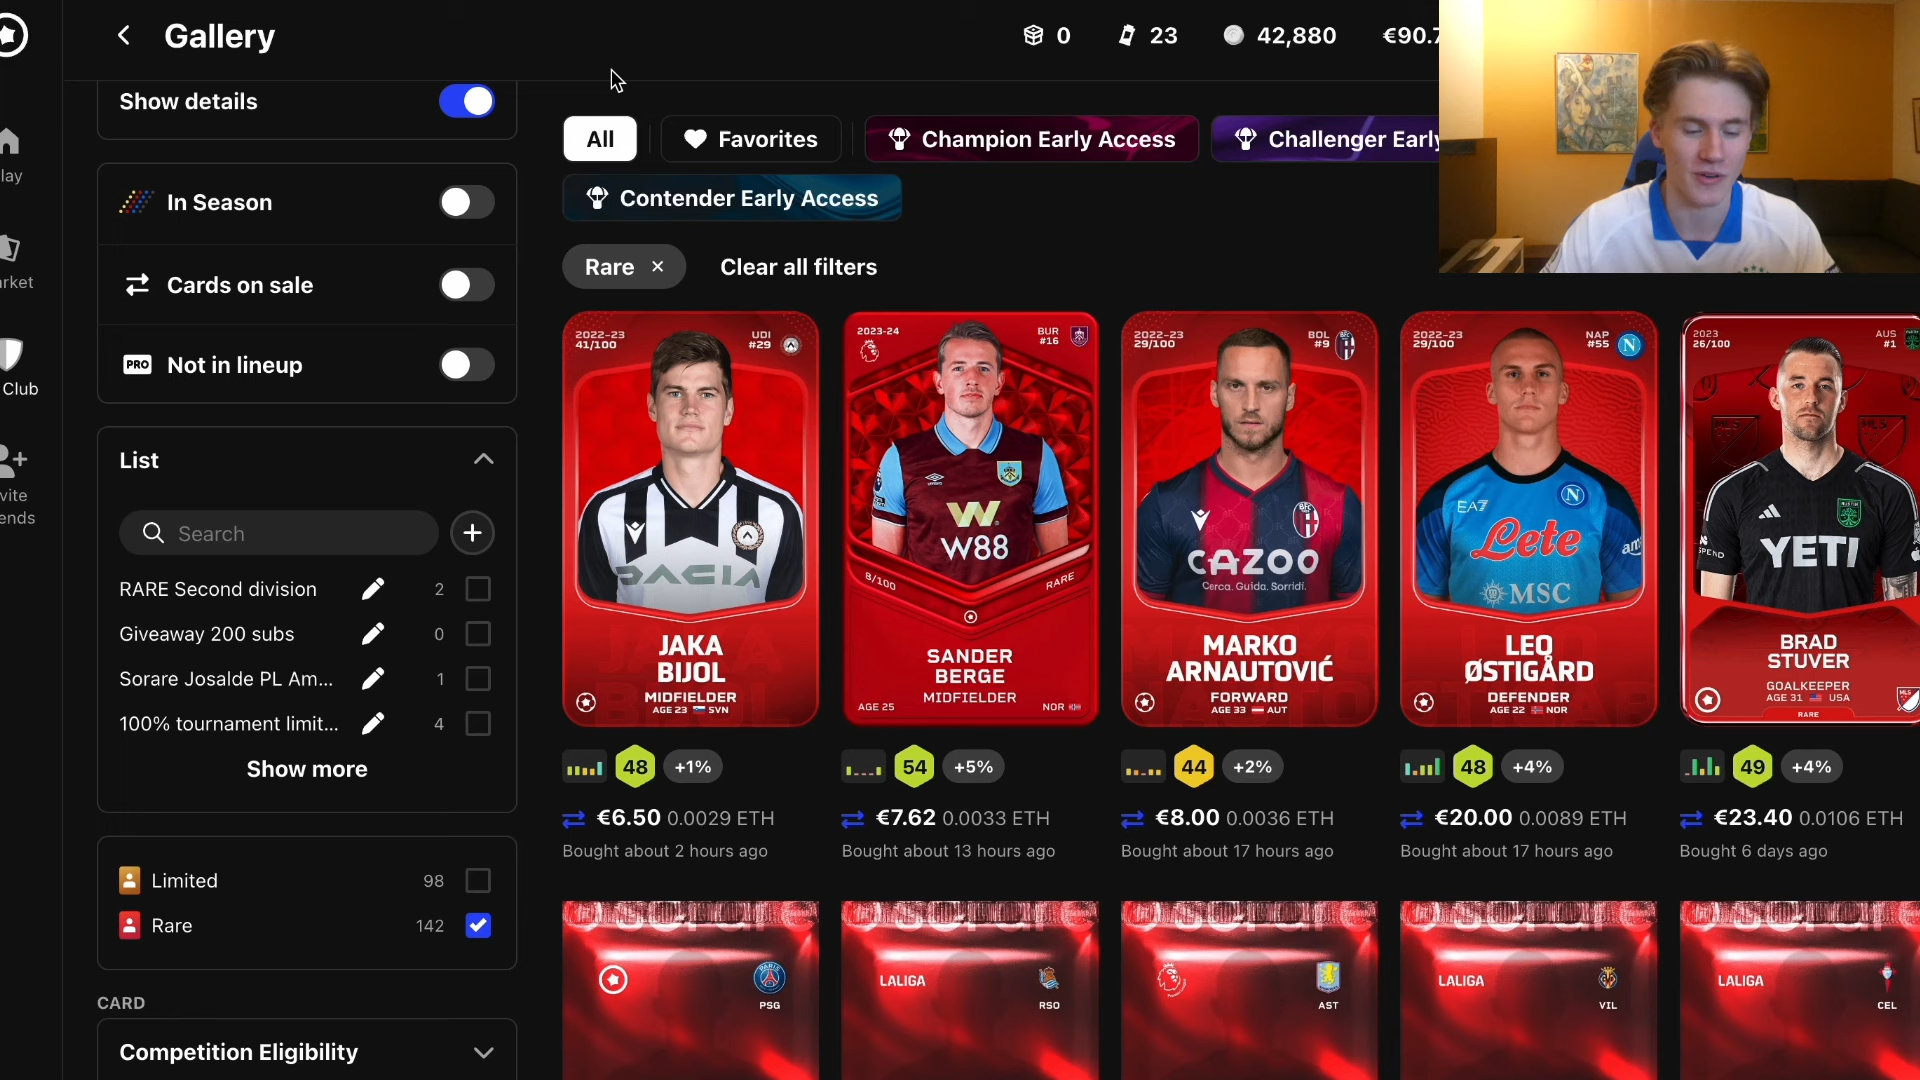 Gallery
0
23
42,880
€90.7
Show details
All
Favorites
Champion Early Access
Challenger Early
Contender Early Access
In Season
Cards on sale
PRO Not in lineup
Rare ×
Clear all filters
lay
rket
Club
vite
ends
List
Search
RARE Second division 2
Giveaway 200 subs 0
Sorare Josalde PL Am... 1
100% tournament limit... 4
Show more
Limited 98
Rare 142
CARD
Competition Eligibility
2022-23
41/100
UDI
#29
DACIA
JAKA
BIJOL
MIDFIELDER
AGE 23 SVN
48
+1%
€6.50 0.0029 ETH
Bought about 2 hours ago
2023-24
BUR
#16
W88
8/100
RARE
SANDER
BERGE
MIDFIELDER
AGE 25
NOR
54
+5%
€7.62 0.0033 ETH
Bought about 13 hours ago
2022-23
29/100
BOL
#9
CAZOO
Cerca. Guida. Sorridi.
MARKO
ARNAUTOVIĆ
FORWARD
AGE 33 AUT
44
+2%
€8.00 0.0036 ETH
Bought about 17 hours ago
2022-23
29/100
NAP
#55
EA7
Lete
MSC
LEO
ØSTIGÅRD
DEFENDER
AGE 22 NOR
48
+4%
€20.00 0.0089 ETH
Bought about 17 hours ago
2023
26/100
AUS
#1
MLS
MLS
YETI
BRAD
STUVER
GOALKEEPER
AGE 31 USA
RARE
49
+4%
€23.40 0.0106 ETH
Bought 6 days ago
PSG
LALIGA
RSO
AST
LALIGA
VIL
LALIGA
CEL